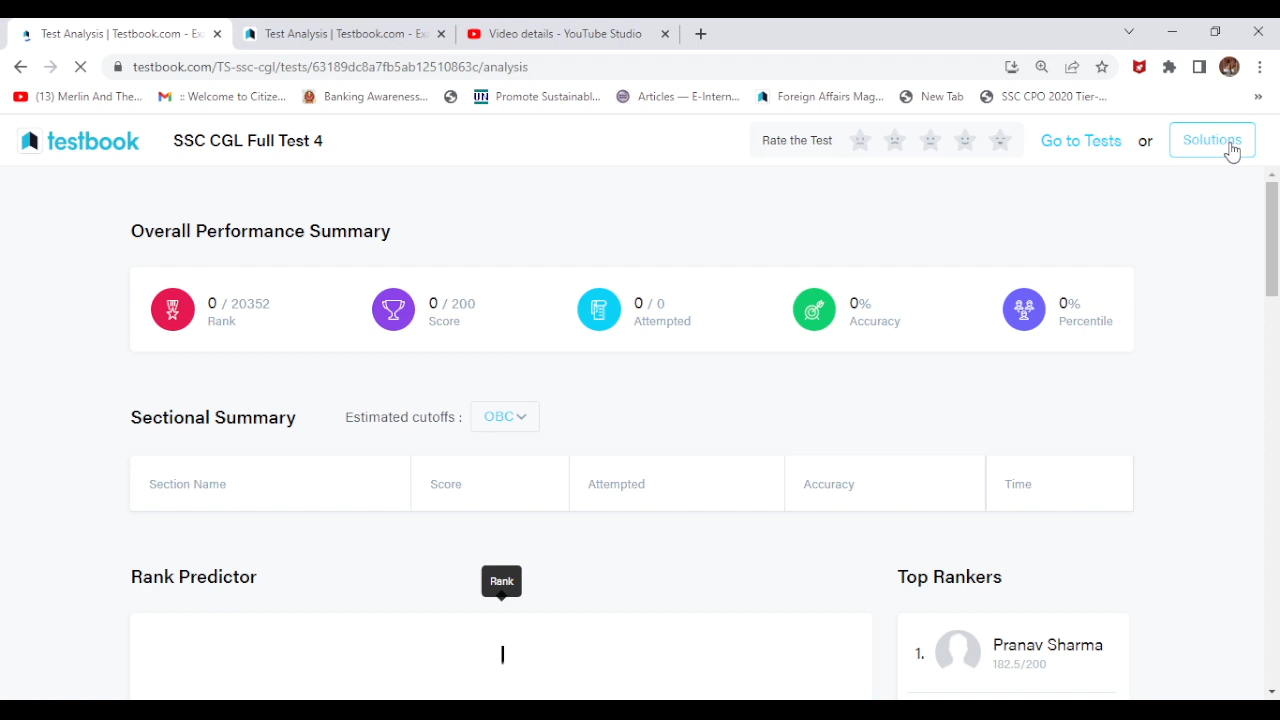 Test Analysis | Testbook.com - Ex
Test Analysis | Testbook.com - Ex
Video details - YouTube Studio
testbook.com/TS-ssc-cgl/tests/63189dc8a7fb5ab12510863c/analysis
(13) Merlin And The...
:: Welcome to Citize...
Banking Awareness...
UN
Promote Sustainabl...
Articles — E-Intern...
Foreign Affairs Mag...
New Tab
SSC CPO 2020 Tier-...
»
testbook
SSC CGL Full Test 4
Rate the Test
Go to Tests or Solutions
Overall Performance Summary
0 / 20352
Rank
0 / 200
Score
0 / 0
Attempted
0%
Accuracy
0%
Percentile
Sectional Summary
Estimated cutoffs : OBC
Section Name Score Attempted Accuracy Time
Rank Predictor
Rank
Top Rankers
1. Pranav Sharma
182.5/200